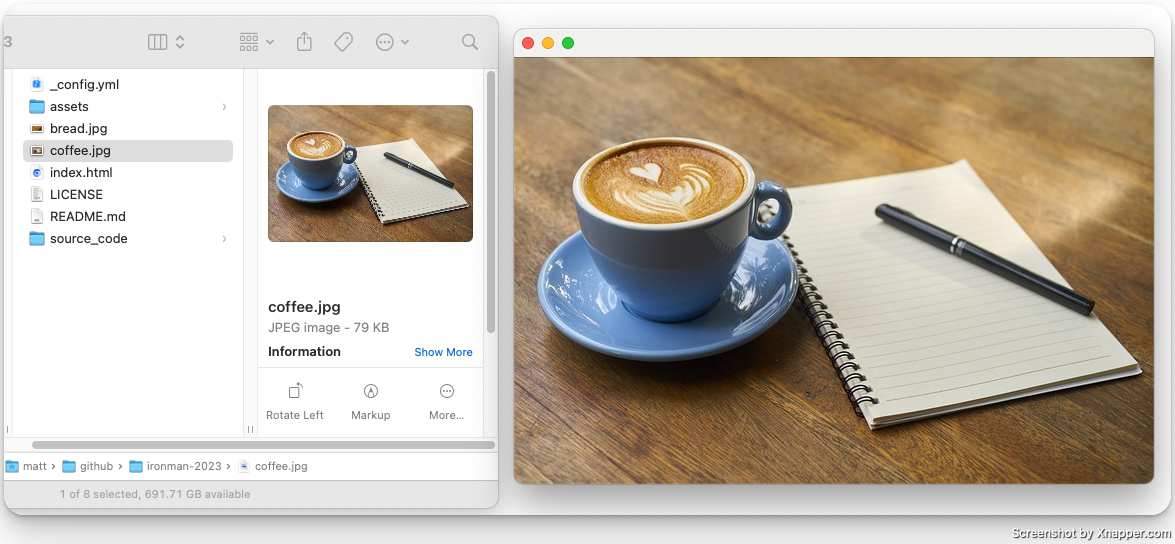 3
_config.yml
assets
bread.jpg
coffee.jpg
index.html
LICENSE
README.md
source_code
coffee.jpg
JPEG image - 79 KB
Information Show More
Rotate Left Markup More...
matt › github › ironman-2023 › coffee.jpg
1 of 8 selected, 691.71 GB available
Screenshot by Xnapper.com